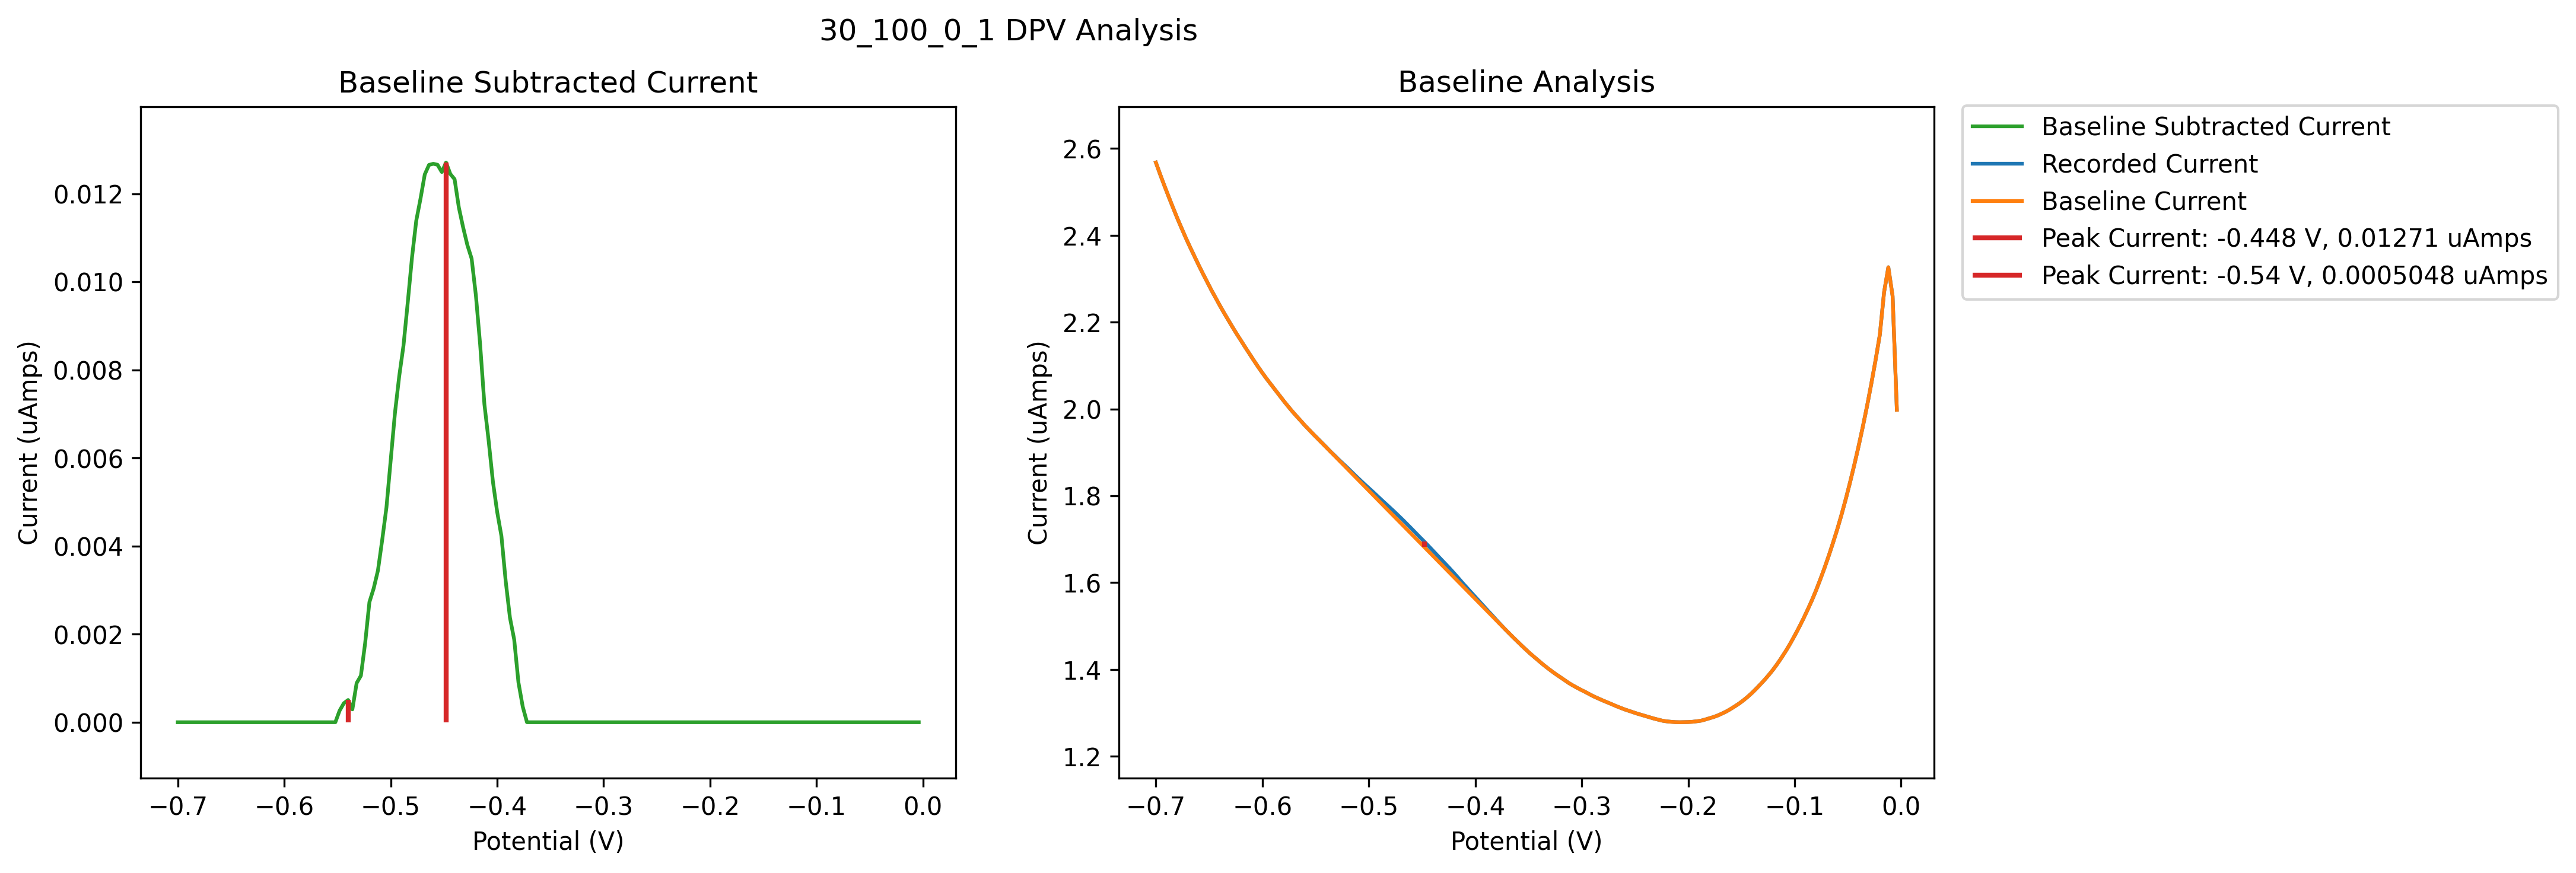 30_100_0_1 DPV Analysis
Baseline Subtracted Current
0.012
0.010
0.008
0.006
0.004
0.002
0.000
Current (uAmps)
−0.7 −0.6 −0.5 −0.4 −0.3 −0.2 −0.1 0.0
Potential (V)
Baseline Analysis
2.6
2.4
2.2
2.0
1.8
1.6
1.4
1.2
Current (uAmps)
−0.7 −0.6 −0.5 −0.4 −0.3 −0.2 −0.1 0.0
Potential (V)
Baseline Subtracted Current
Recorded Current
Baseline Current
Peak Current: -0.448 V, 0.01271 uAmps
Peak Current: -0.54 V, 0.0005048 uAmps